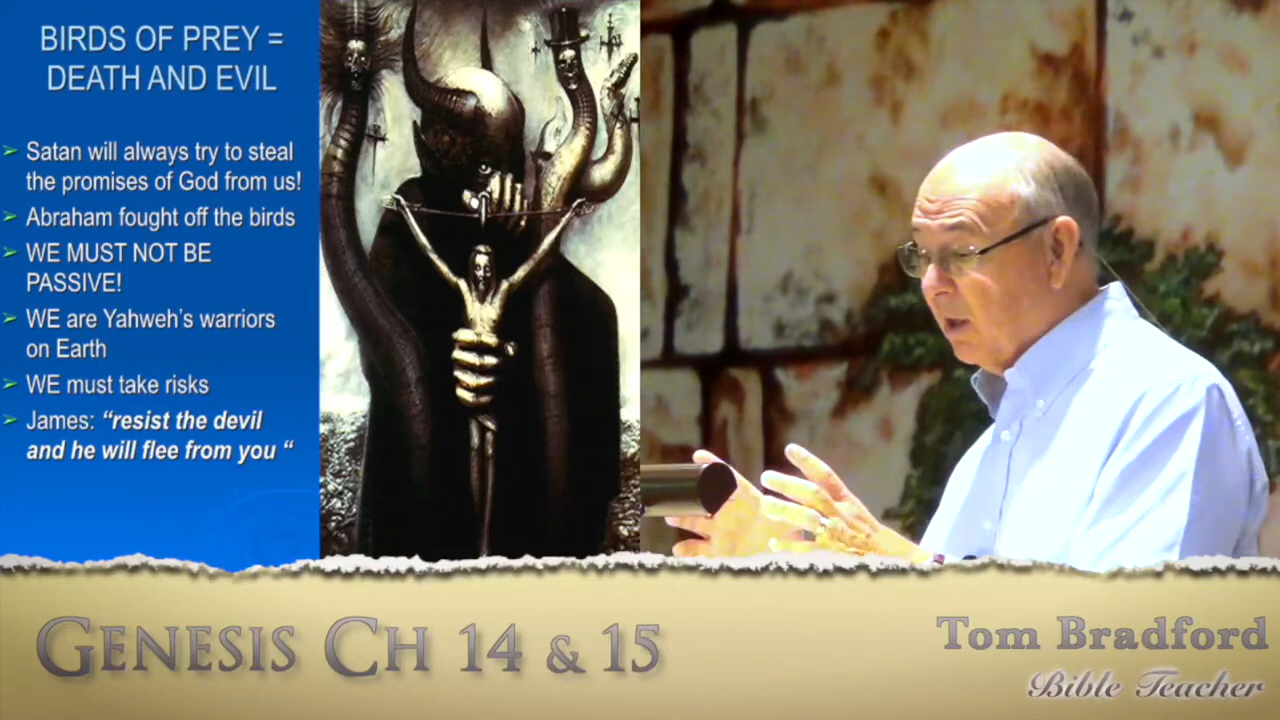 BIRDS OF PREY =
DEATH AND EVIL
Satan will always try to steal
the promises of God from us!
Abraham fought off the birds
WE MUST NOT BE
PASSIVE!
WE are Yahweh's warriors
on Earth
WE must take risks
James: “resist the devil
and he will flee from you “
Genesis Ch 14 & 15
Tom Bradford
Bible Teacher